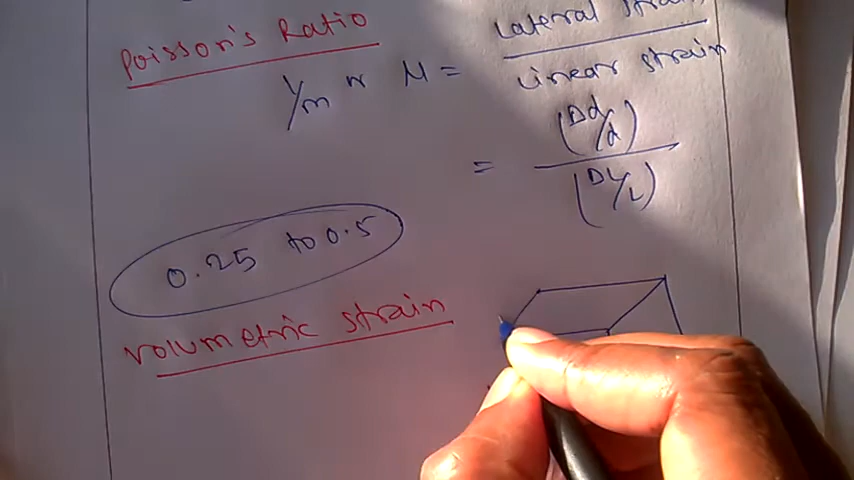 Poisson's Ratio
1/m or μ = lateral strain
linear strain
= (Δd/d)
(ΔL/L)
0.25 to 0.5
volumetric strain